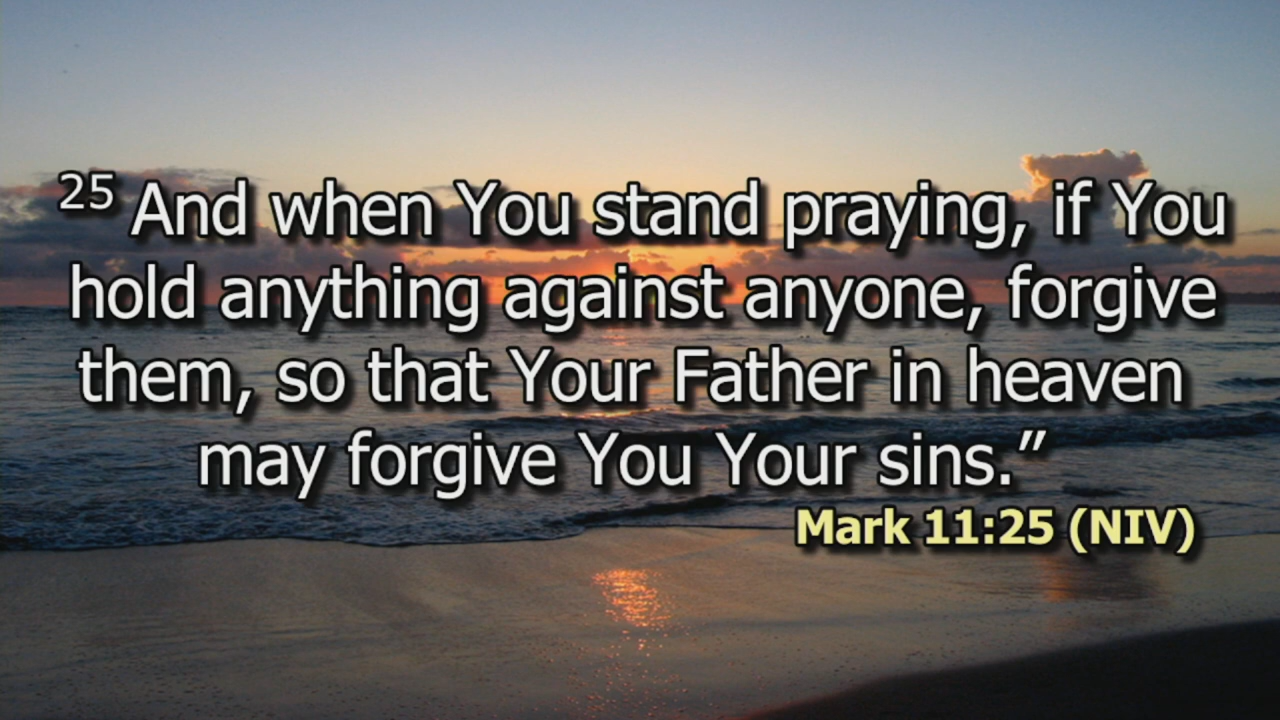 25 And when You stand praying, if You
hold anything against anyone, forgive
them, so that Your Father in heaven
may forgive You Your sins.”
Mark 11:25 (NIV)